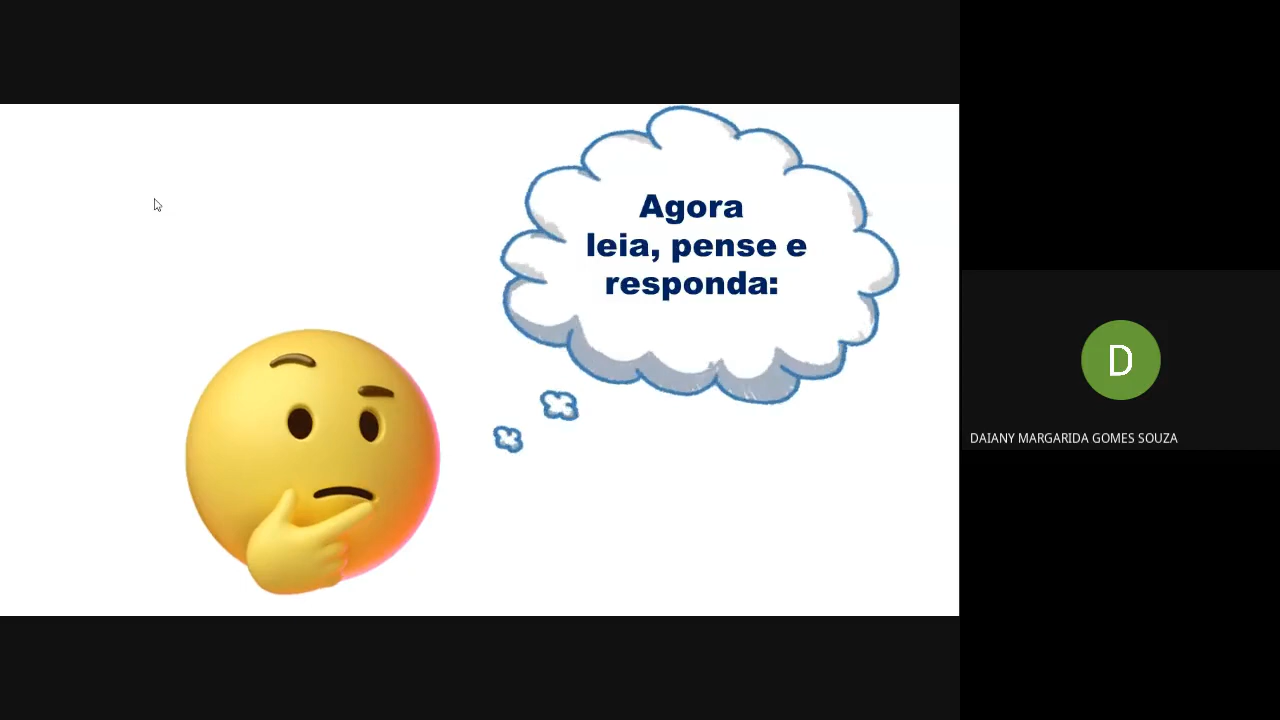 Agora
leia, pense e
responda:
D
DAIANY MARGARIDA GOMES SOUZA